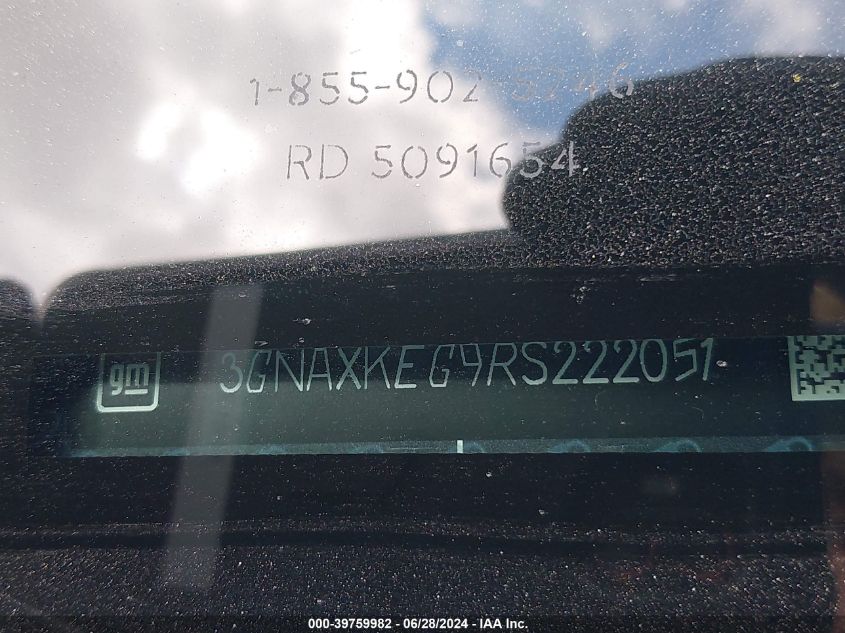 RD 5091654
gm 3GNAXKEG9RS222051
000-39759982 / 06/28/2024 - IAA Inc.